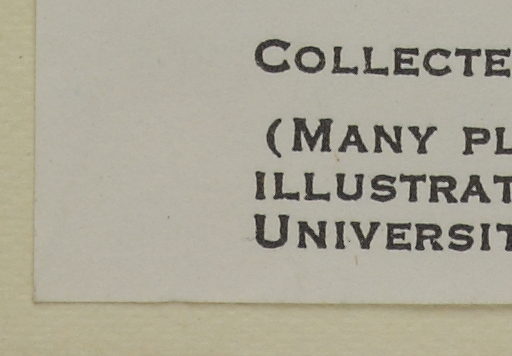 COLLECTE
(MANY PL
ILLUSTRAT
UNIVERSIT